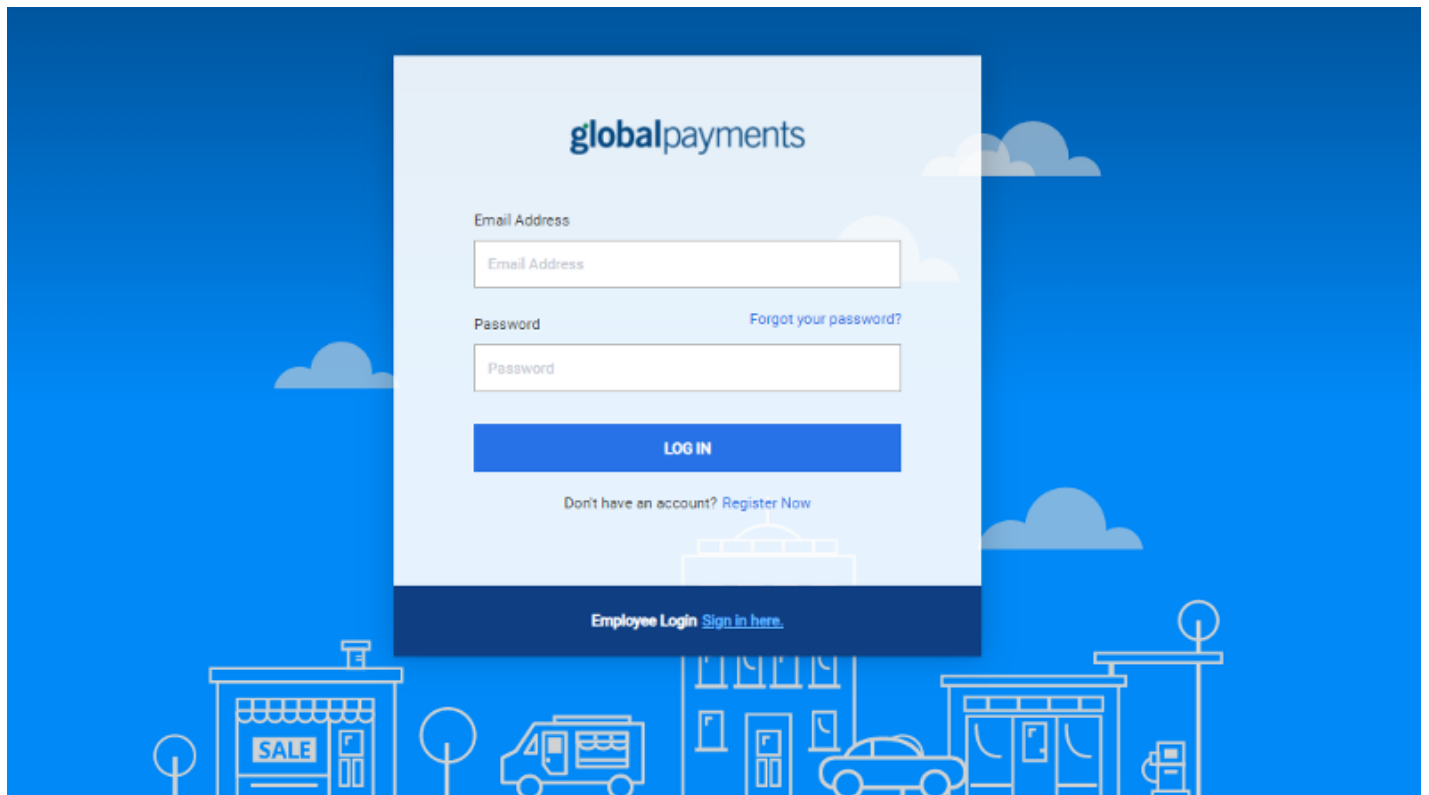 globalpayments
Email Address
Email Address
Forgot your password?
Password
Password
LOG IN
Don't have an account? Register Now
Employee Login Sign in here.
SALE